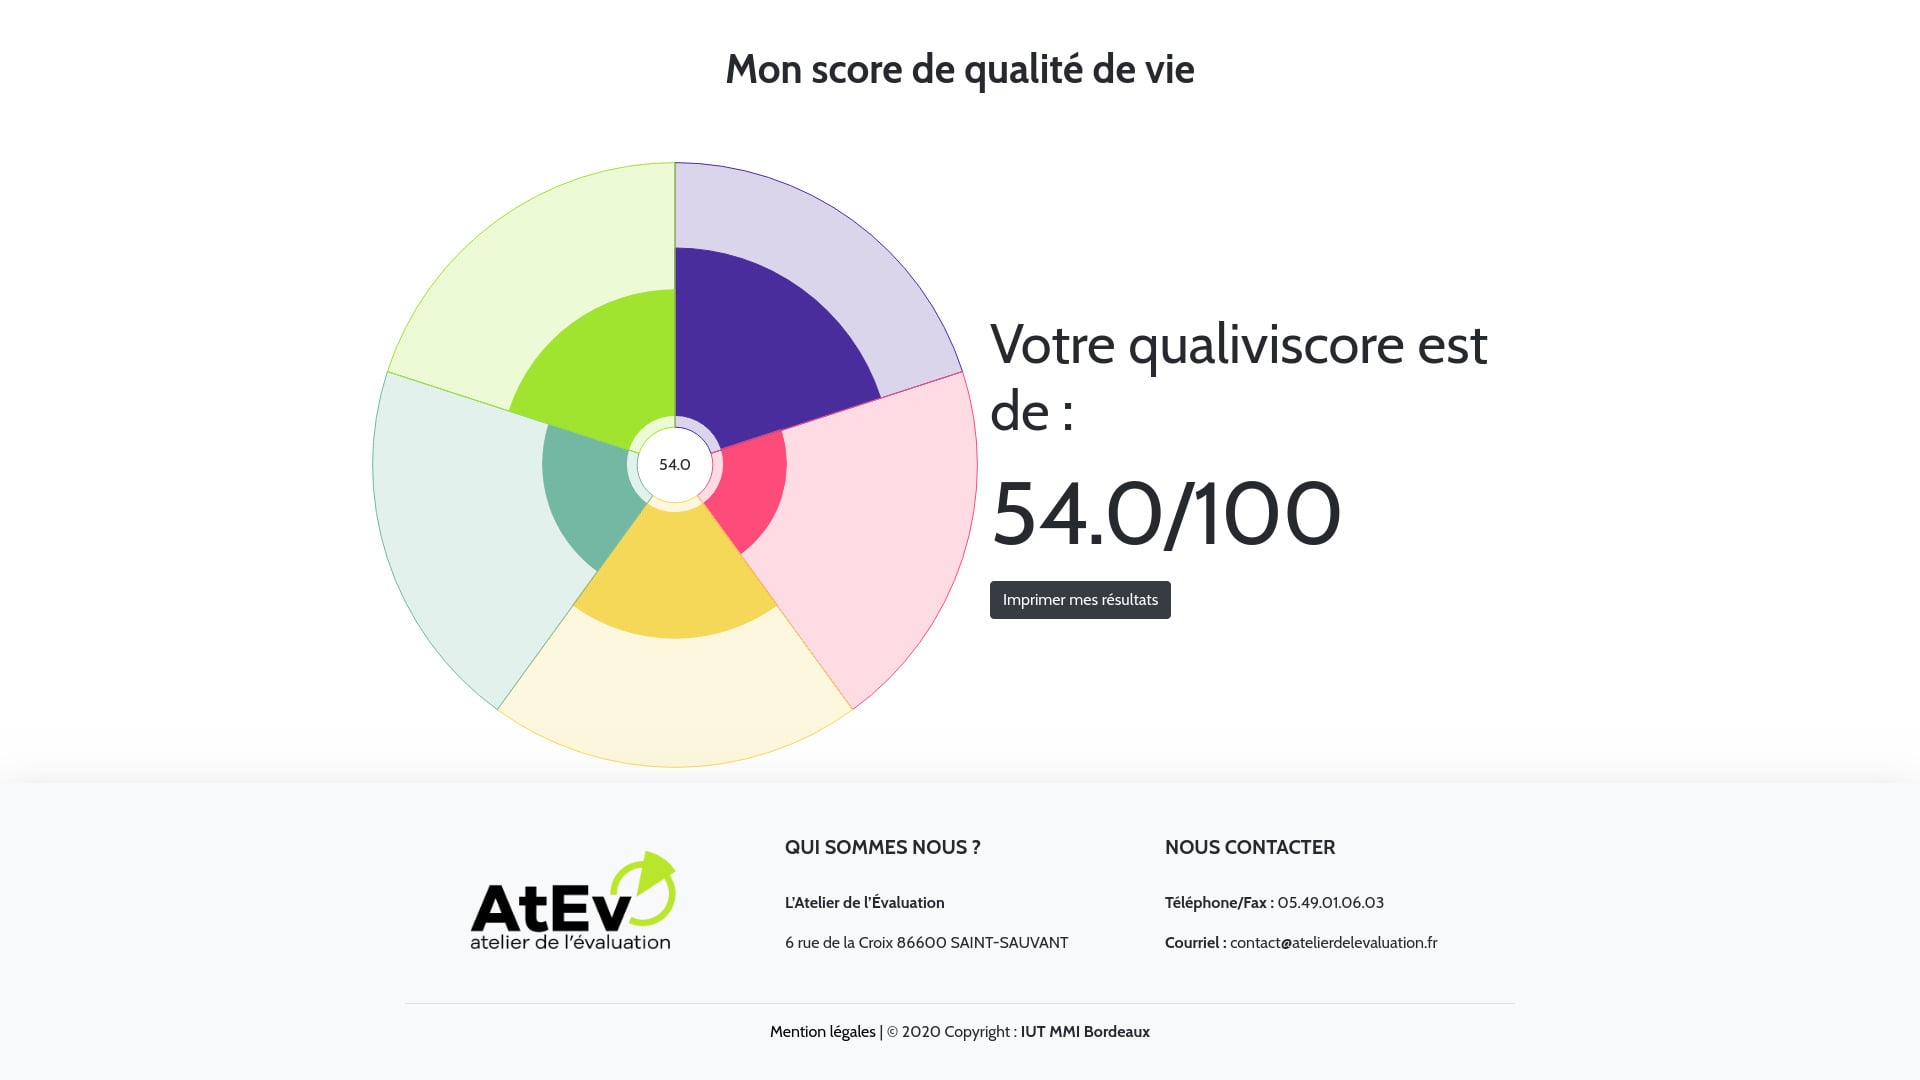 Mon score de qualité de vie
54.0
Votre qualiviscore est
de :
54.0/100
Imprimer mes résultats
AtEv
atelier de l'évaluation
QUI SOMMES NOUS ?
L'Atelier de l'Évaluation
6 rue de la Croix 86600 SAINT-SAUVANT
NOUS CONTACTER
Téléphone/Fax : 05.49.01.06.03
Courriel : contact@atelierdelevaluation.fr
Mention légales | © 2020 Copyright : IUT MMI Bordeaux